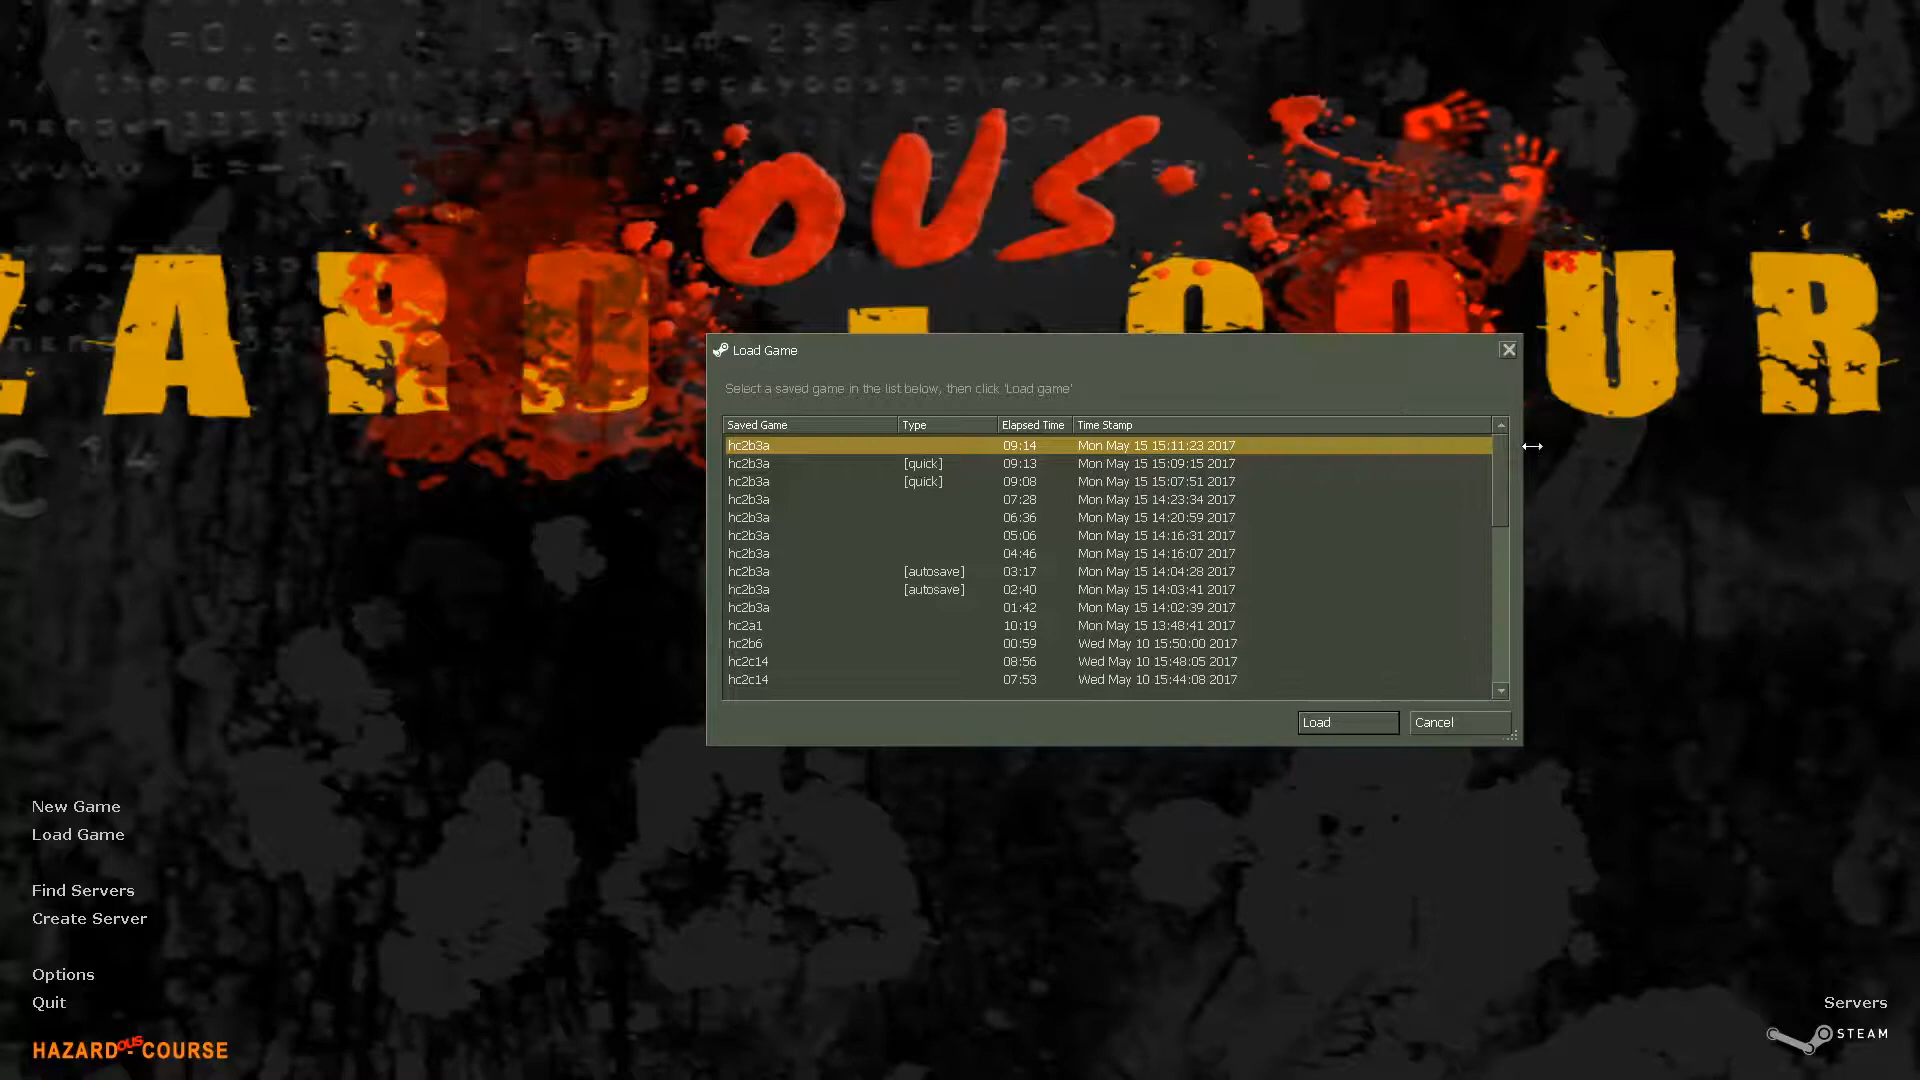 OUS
ZARD - COUR
Load Game
Select a saved game in the list below, then click 'Load game'
Saved Game Type Elapsed Time Time Stamp
hc2b3a 09:14 Mon May 15 15:11:23 2017
hc2b3a [quick] 09:13 Mon May 15 15:09:15 2017
hc2b3a [quick] 09:08 Mon May 15 15:07:51 2017
hc2b3a 07:28 Mon May 15 14:23:34 2017
hc2b3a 06:36 Mon May 15 14:20:59 2017
hc2b3a 05:06 Mon May 15 14:16:31 2017
hc2b3a 04:46 Mon May 15 14:16:07 2017
hc2b3a [autosave] 03:17 Mon May 15 14:04:28 2017
hc2b3a [autosave] 02:40 Mon May 15 14:03:41 2017
hc2b3a 01:42 Mon May 15 14:02:39 2017
hc2a1 10:19 Mon May 15 13:48:41 2017
hc2b6 00:59 Wed May 10 15:50:00 2017
hc2c14 08:56 Wed May 10 15:48:05 2017
hc2c14 07:53 Wed May 10 15:44:08 2017
Load Cancel
New Game
Load Game
Find Servers
Create Server
Options
Quit
HAZARDOUS-COURSE
Servers
STEAM